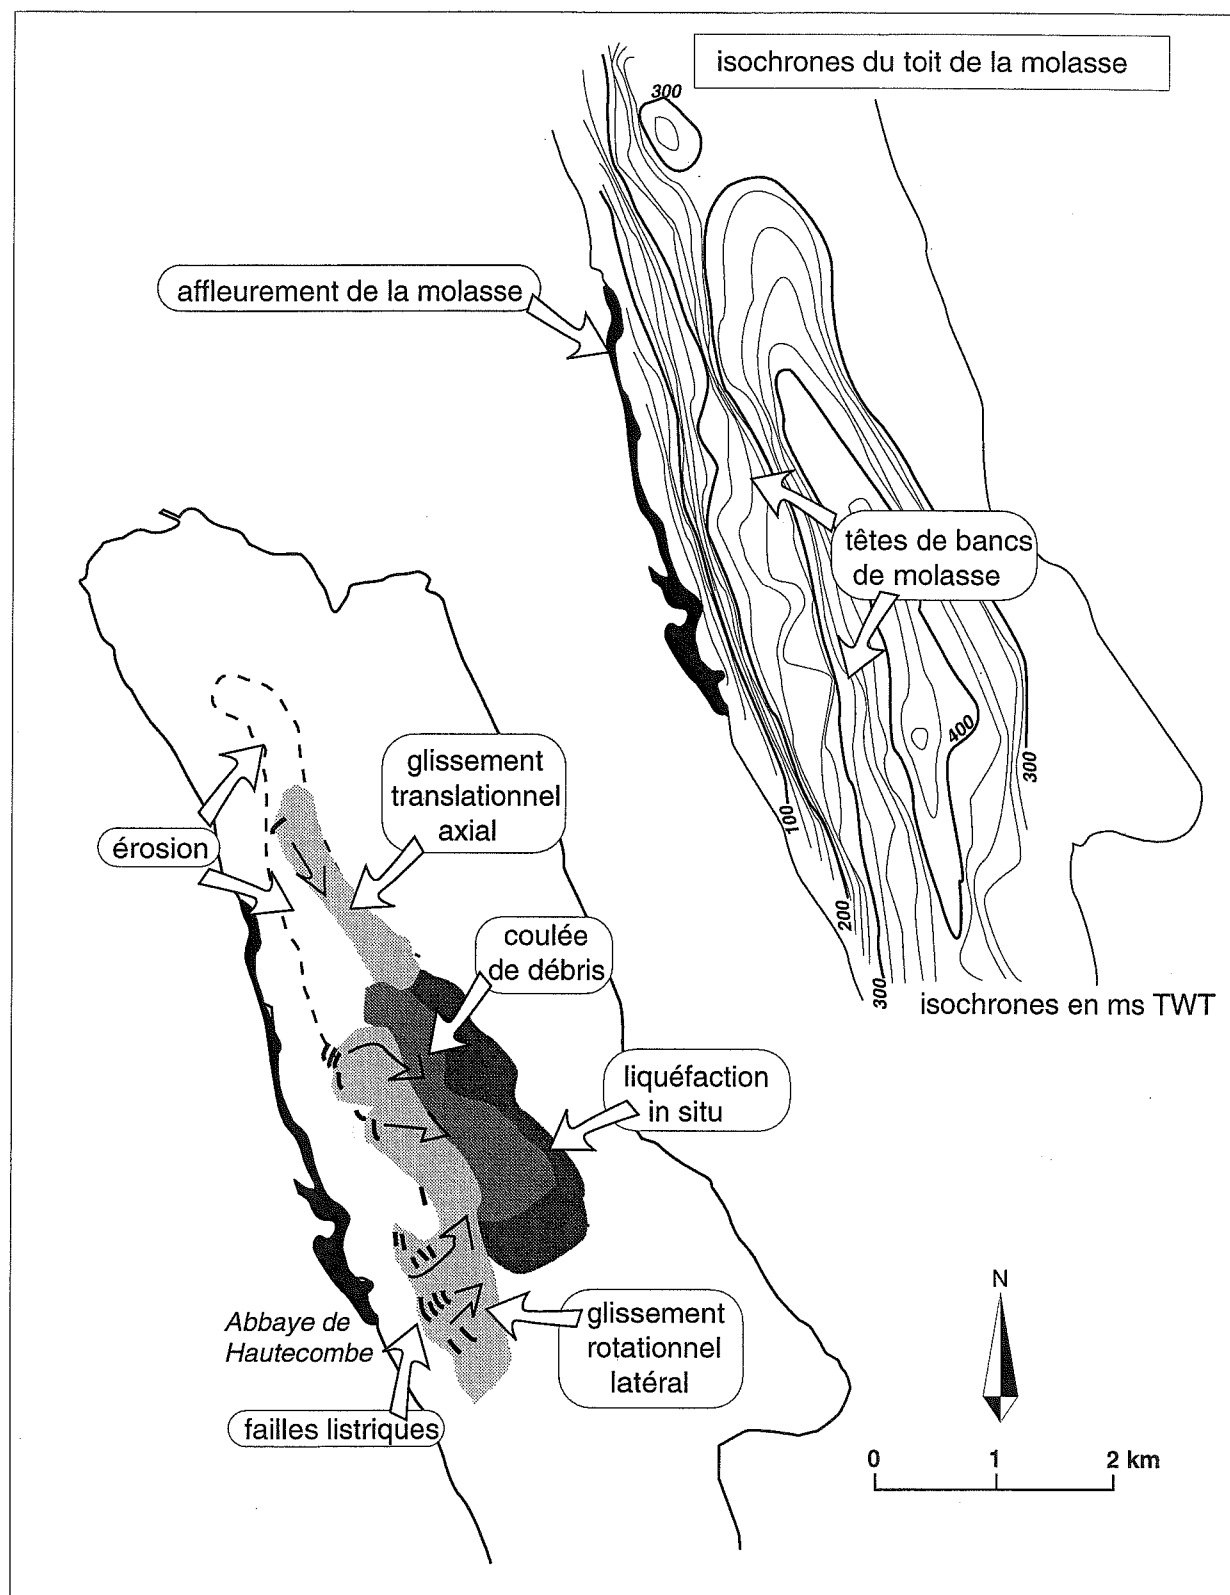 isochrones du toit de la molasse
300
affleurement de la molasse
têtes de bancs
de molasse
400
300
100
200
300
isochrones en ms TWT
glissement
translationnel
axial
érosion
coulée
de débris
liquéfaction
in situ
Abbaye de
Hautecombe
glissement
rotationnel
latéral
failles listriques
N
0 1 2 km